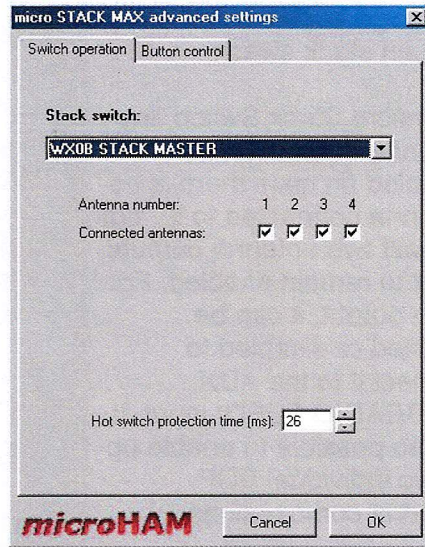 micro STACK MAX advanced settings
Switch operation Button control
Stack switch:
WX0B STACK MASTER
Antenna number: 1 2 3 4
Connected antennas:
Hot switch protection time (ms): 26
microHAM Cancel OK